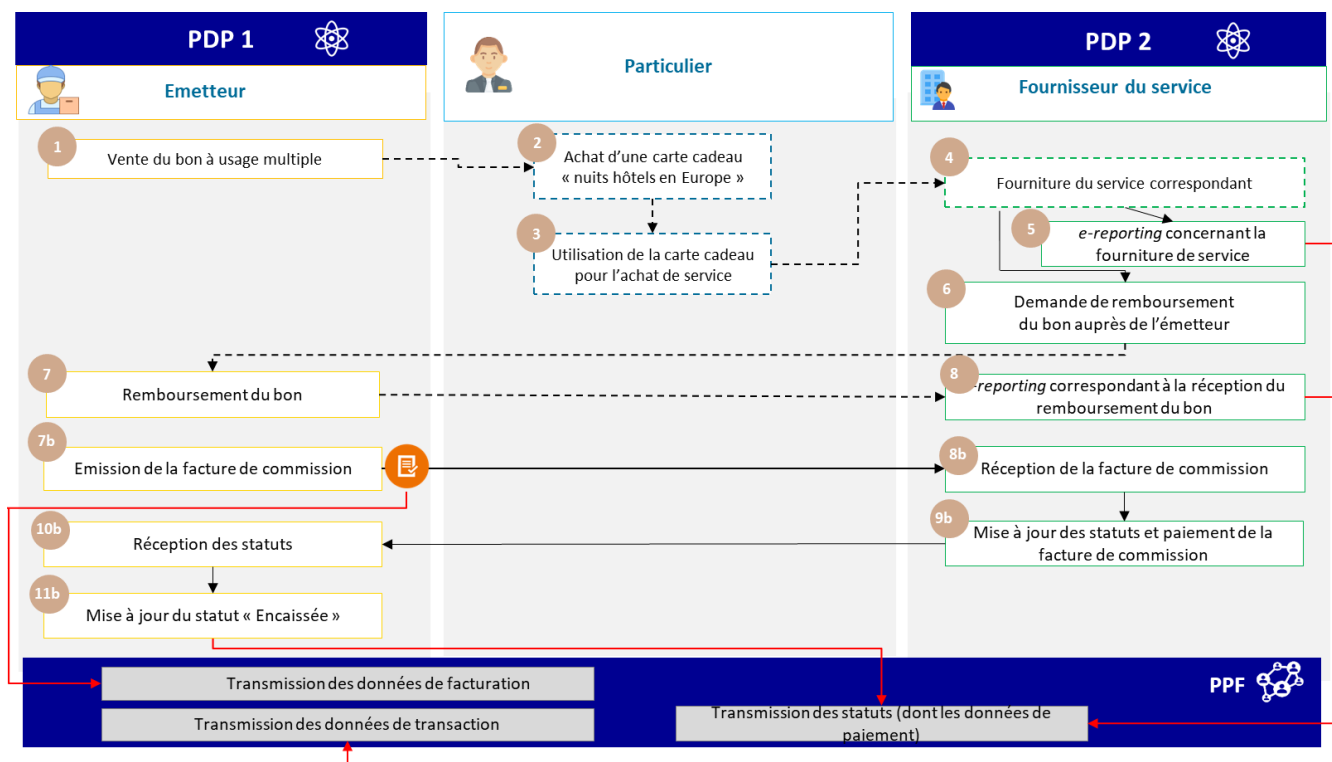 PDP 1
Emetteur
Particulier
PDP 2
Fournisseur du service
1
Vente du bon à usage multiple
2
Achat d'une carte cadeau
« nuits hôtels en Europe »
3
Utilisation de la carte cadeau
pour l'achat de service
4
Fourniture du service correspondant
5
e-reporting concernant la
fourniture de service
6
Demande de remboursement
du bon auprès de l'émetteur
7
Remboursement du bon
8
-reporting correspondant à la réception du
remboursement du bon
7b
Emission de la facture de commission
8b
Réception de la facture de commission
9b
Mise à jour des statuts et paiement de la
facture de commission
10b
Réception des statuts
11b
Mise à jour du statut « Encaissée »
PPF
Transmission des données de facturation
Transmission des données de transaction
Transmission des statuts (dont les données de
paiement)